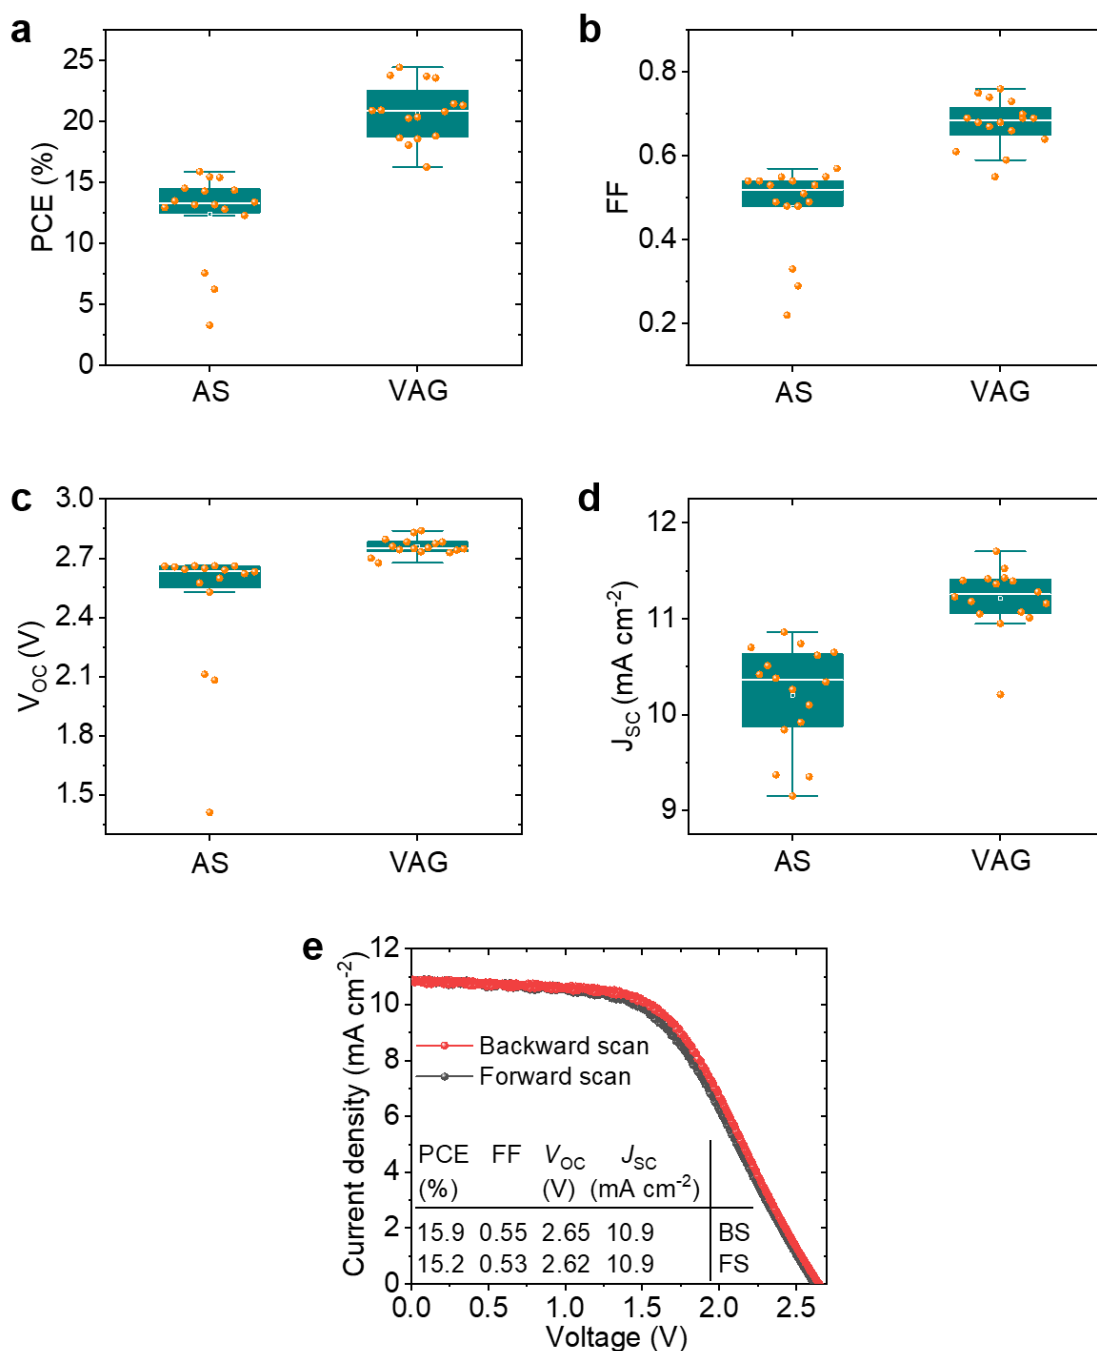 a
PCE (%)
25
20
15
10
5
0
AS VAG
b
FF
0.8
0.6
0.4
0.2
AS VAG
c
V_OC (V)
3.0
2.7
2.4
2.1
1.8
1.5
AS VAG
d
J_SC (mA cm⁻²)
12
11
10
9
AS VAG
e
Current density (mA cm⁻²)
12
10
8
6
4
2
0
Backward scan
Forward scan
PCE FF V_OC J_SC
(%) (V) (mA cm⁻²)
15.9 0.55 2.65 10.9 BS
15.2 0.53 2.62 10.9 FS
0.0 0.5 1.0 1.5 2.0 2.5
Voltage (V)